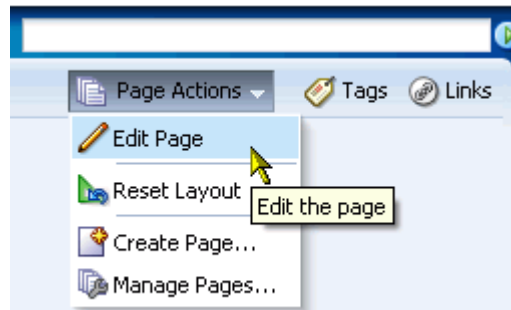 Page Actions Tags Links
Edit Page
Reset Layout
Edit the page
Create Page...
Manage Pages...